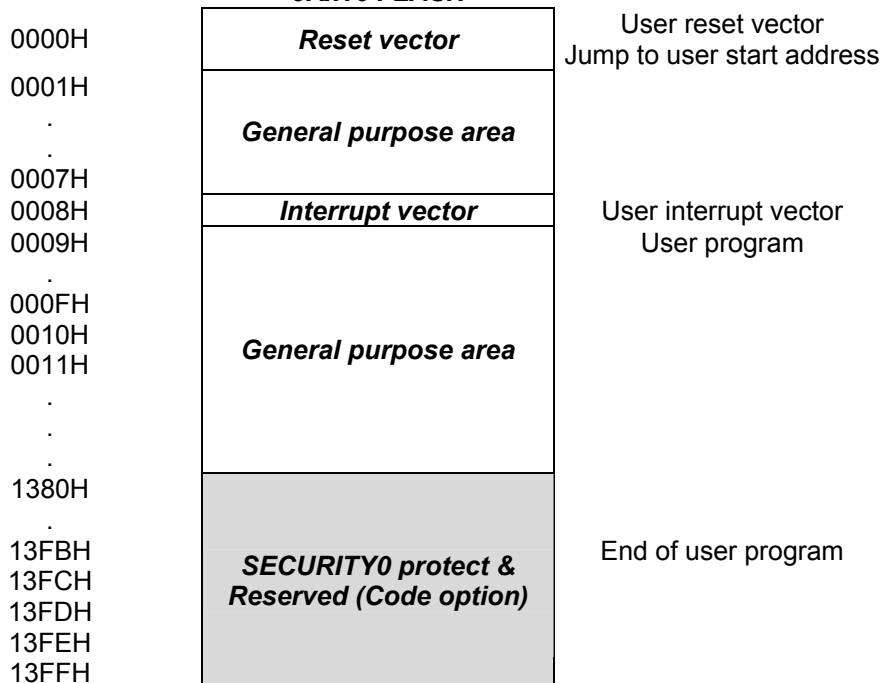 0000H Reset vector User reset vector
Jump to user start address
0001H
.
General purpose area
.
0007H
0008H Interrupt vector User interrupt vector
0009H User program
.
000FH
0010H
General purpose area
0011H
.
.
.
1380H
.
13FBH End of user program
SECURITY0 protect &
13FCH
Reserved (Code option)
13FDH
13FEH
13FFH